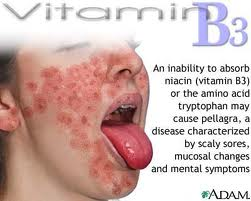 Vitamin B3
An inability to absorb
niacin (vitamin B3)
or the amino acid
tryptophan may
cause pellagra, a
disease characterized
by scaly sores,
mucosal changes
and mental symptoms
ADAM